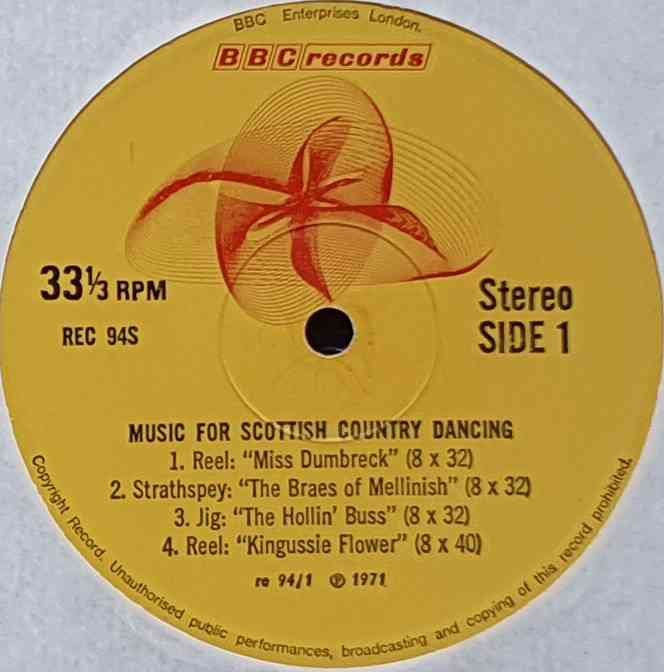 BBC Enterprises London.
BBC records
33⅓ RPM
REC 94S
Stereo
SIDE 1
MUSIC FOR SCOTTISH COUNTRY DANCING
1. Reel: “Miss Dumbreck” (8 x 32)
2. Strathspey: “The Braes of Mellinish” (8 x 32)
3. Jig: “The Hollin’ Buss” (8 x 32)
4. Reel: “Kingussie Flower” (8 x 40)
re 94/1 ℗ 1971
Copyright Record. Unauthorised public performances, broadcasting and copying of this record prohibited.